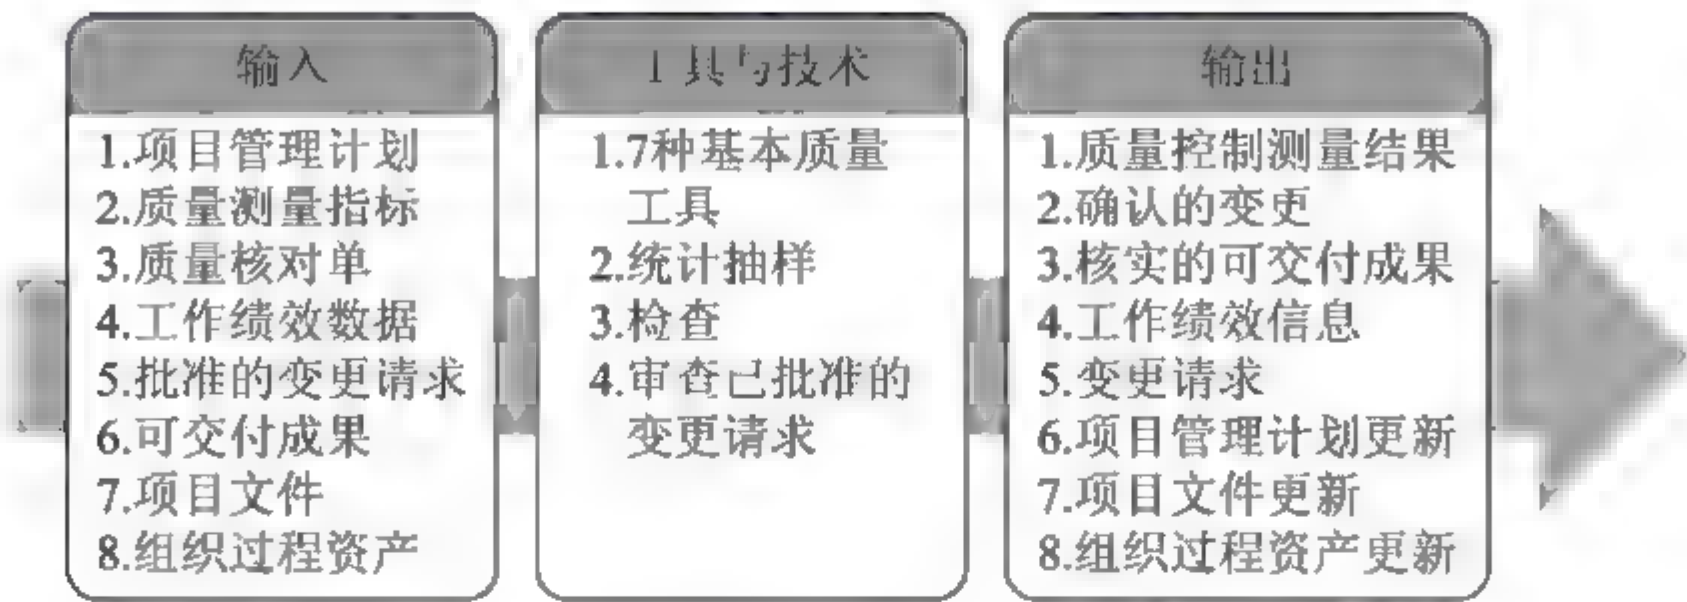 输入
1.项目管理计划
2.质量测量指标
3.质量核对单
4.工作绩效数据
5.批准的变更请求
6.可交付成果
7.项目文件
8.组织过程资产
工具与技术
1.7种基本质量
工具
2.统计抽样
3.检查
4.审查已批准的
变更请求
输出
1.质量控制测量结果
2.确认的变更
3.核实的可交付成果
4.工作绩效信息
5.变更请求
6.项目管理计划更新
7.项目文件更新
8.组织过程资产更新